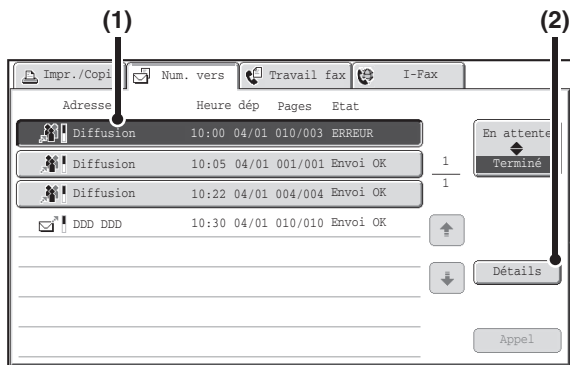 (1) (2)
Impr./Copi Num. vers Travail fax I-Fax
Adresse Heure dép Pages Etat
Diffusion 10:00 04/01 010/003 ERREUR
En attente
Terminé
Diffusion 10:05 04/01 001/001 Envoi OK
1
1
Diffusion 10:22 04/01 004/004 Envoi OK
DDD DDD 10:30 04/01 010/010 Envoi OK
Détails
Appel